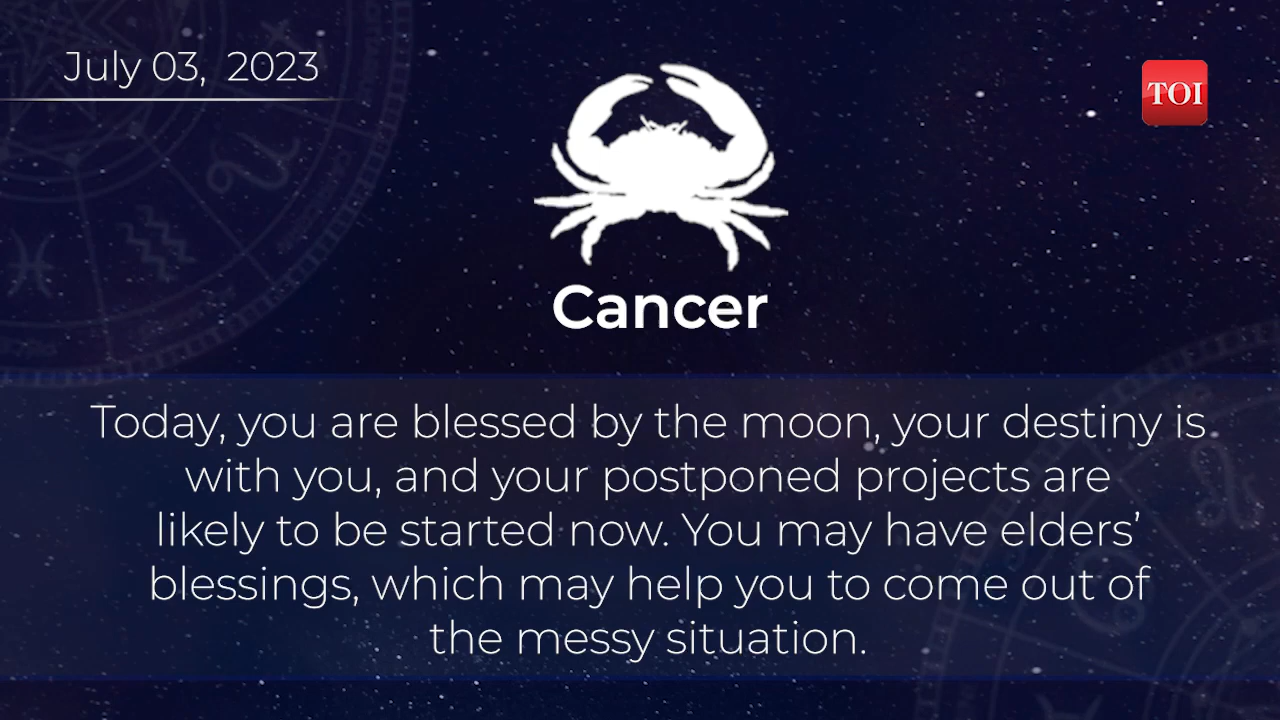 July 03, 2023
TOI
Cancer
Today, you are blessed by the moon, your destiny is
with you, and your postponed projects are
likely to be started now. You may have elders’
blessings, which may help you to come out of
the messy situation.